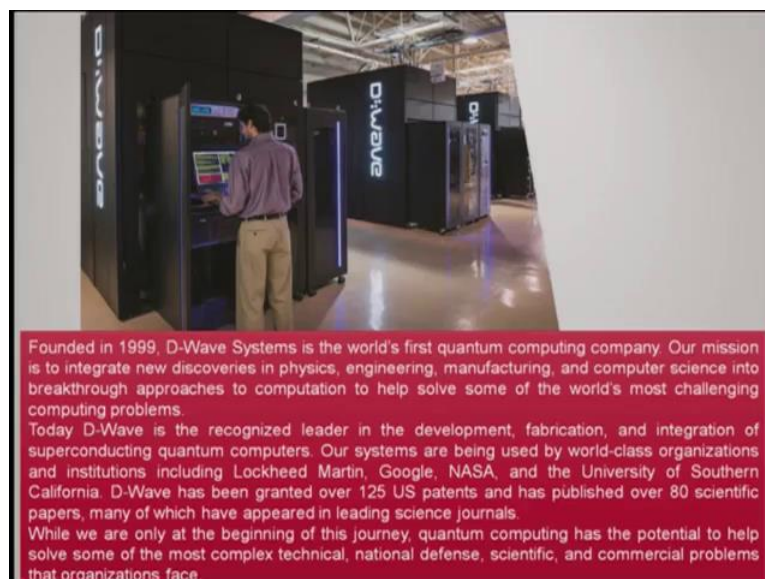 D:Wave
D:Wave
D:Wave
Founded in 1999, D-Wave Systems is the world's first quantum computing company. Our mission
is to integrate new discoveries in physics, engineering, manufacturing, and computer science into
breakthrough approaches to computation to help solve some of the world's most challenging
computing problems.
Today D-Wave is the recognized leader in the development, fabrication, and integration of
superconducting quantum computers. Our systems are being used by world-class organizations
and institutions including Lockheed Martin, Google, NASA, and the University of Southern
California. D-Wave has been granted over 125 US patents and has published over 80 scientific
papers, many of which have appeared in leading science journals.
While we are only at the beginning of this journey, quantum computing has the potential to help
solve some of the most complex technical, national defense, scientific, and commercial problems
that organizations face